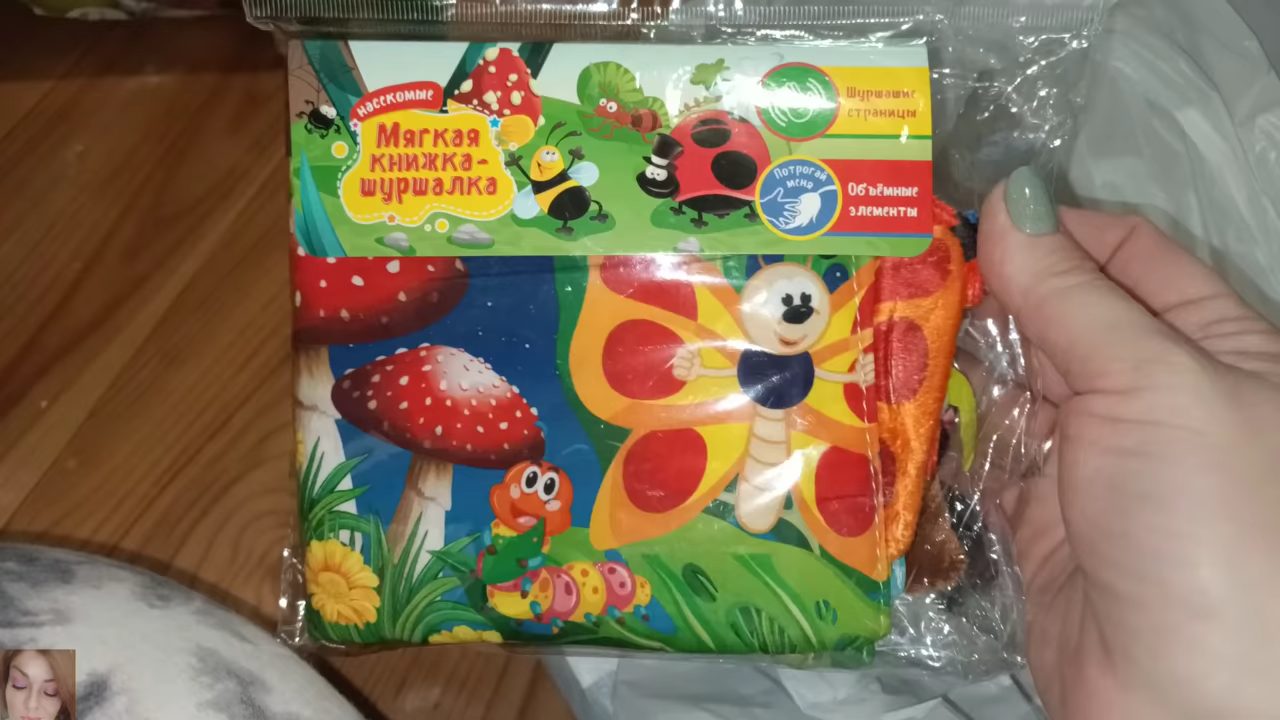 насекомые
Мягкая
книжка-
шуршалка
Шуршащие
страницы
Потрогай
меня
Объёмные
элементы